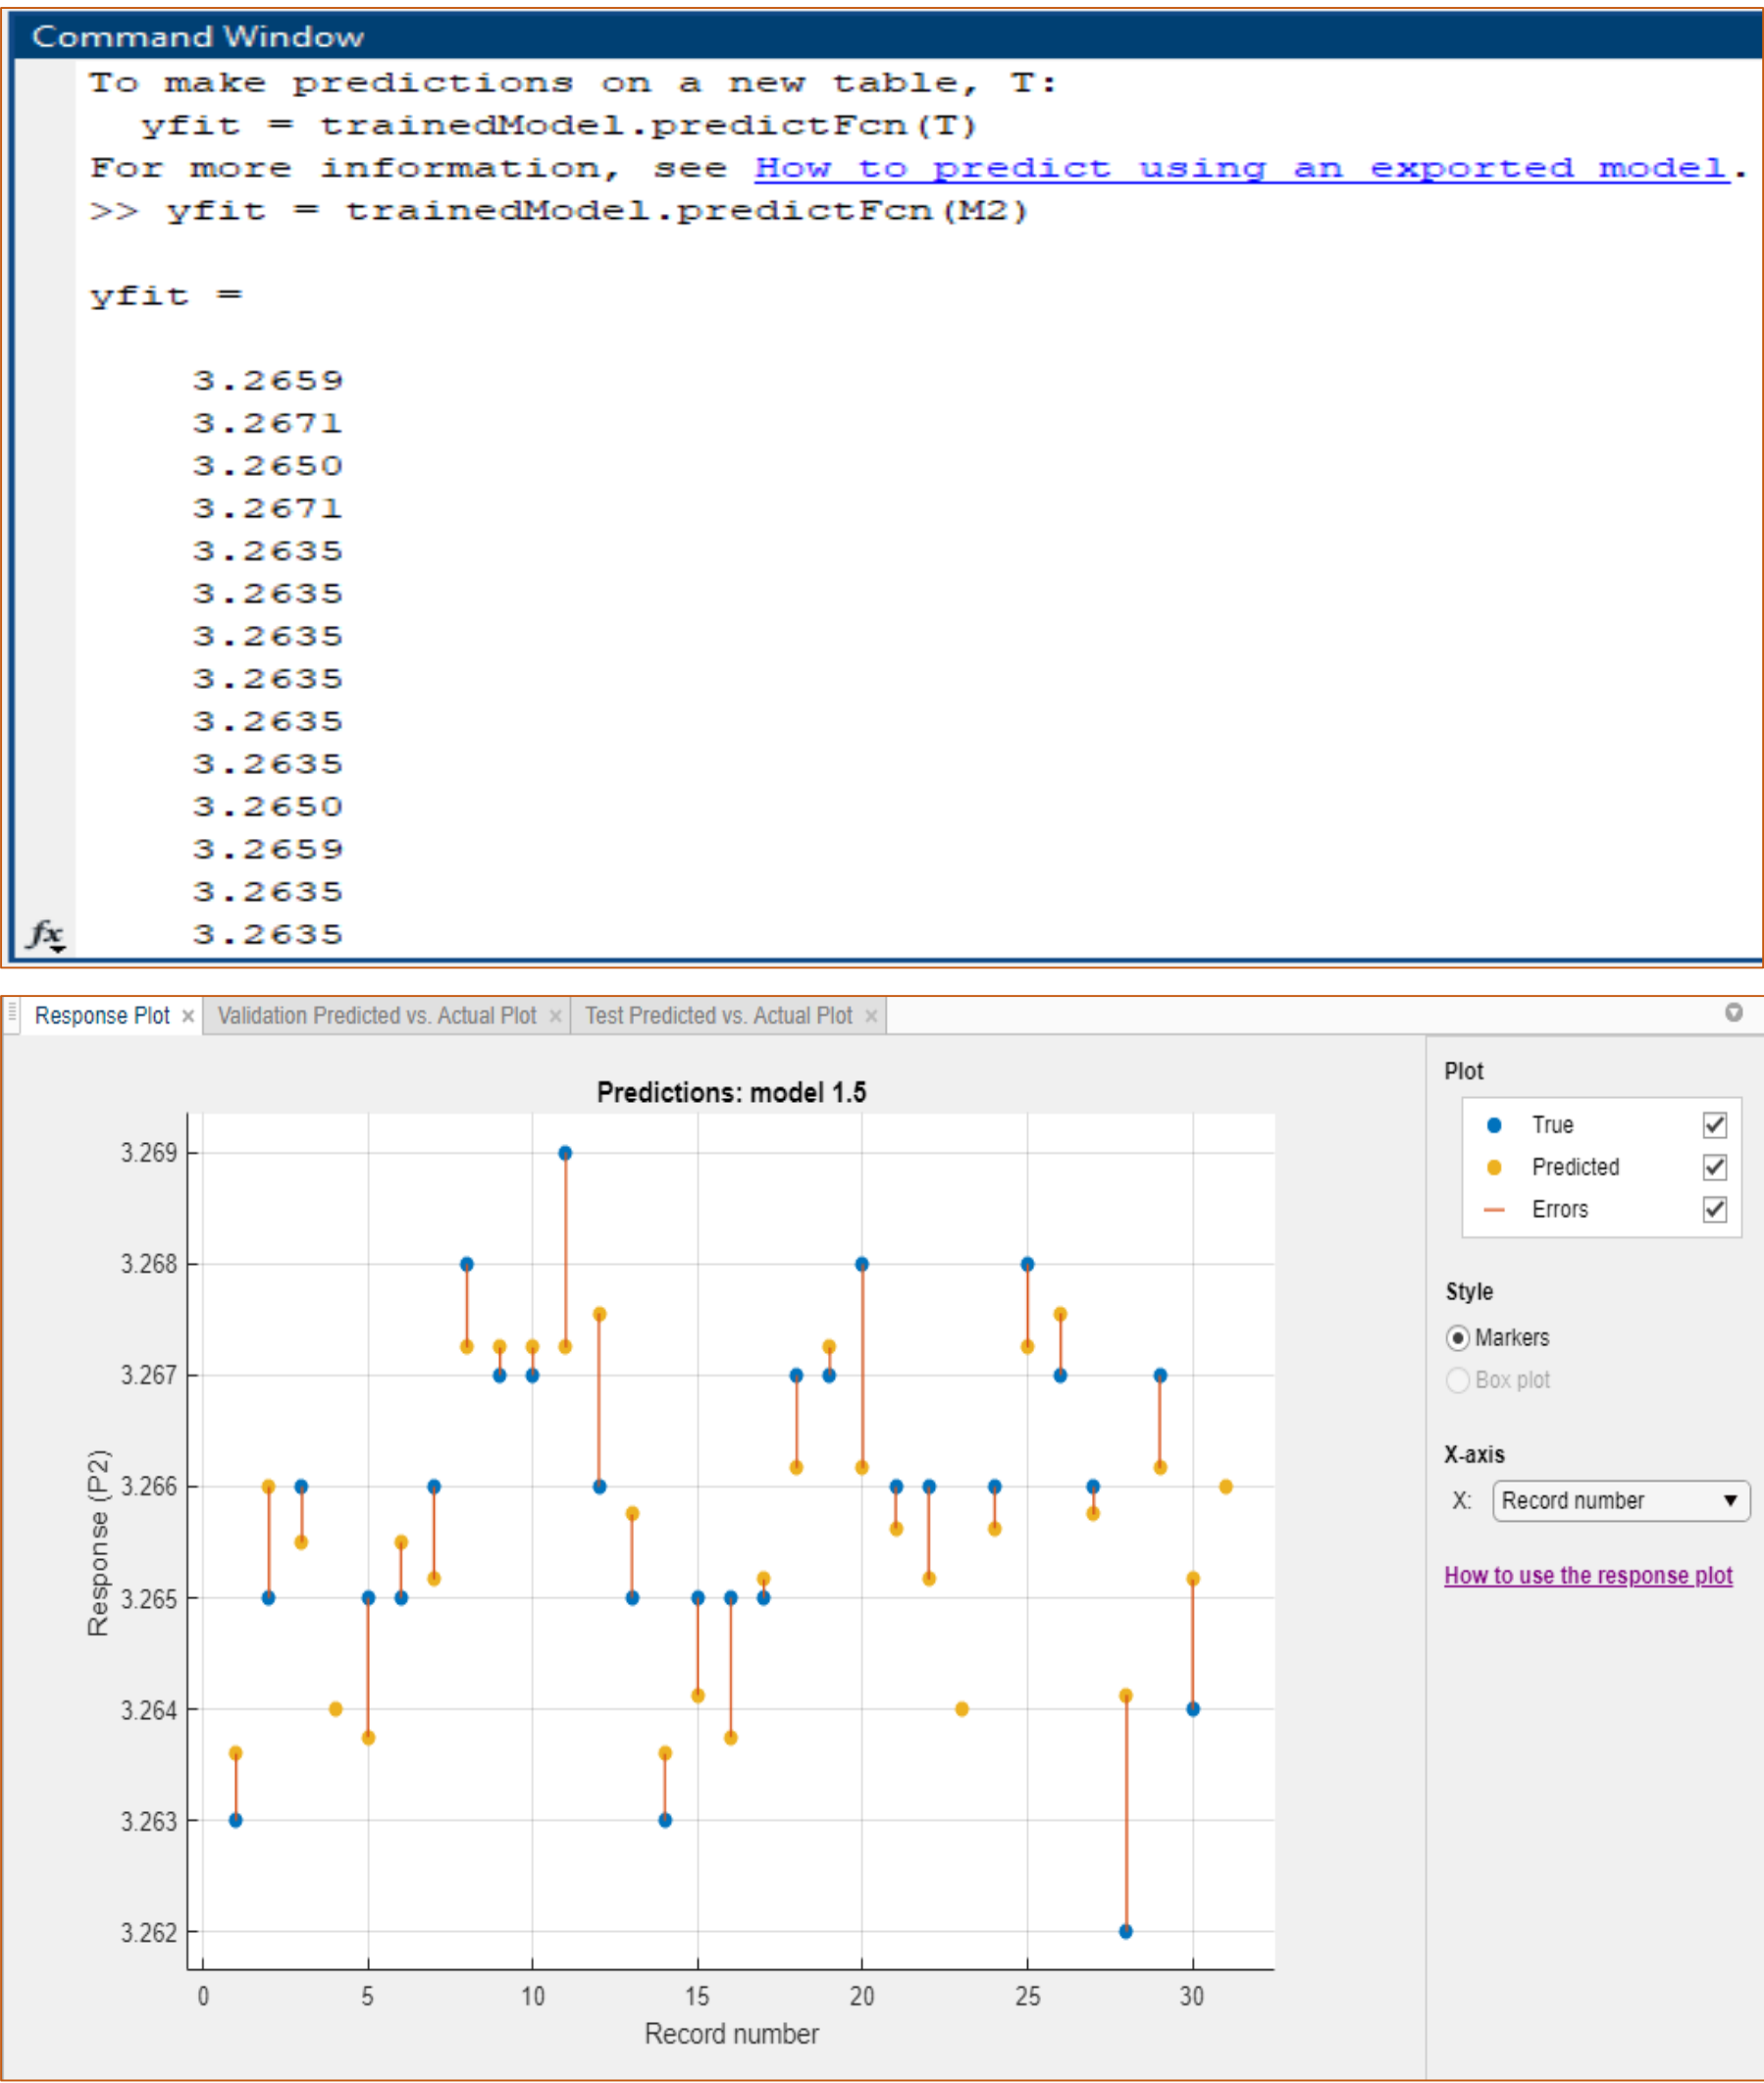 Command Window
To make predictions on a new table, T:
yfit = trainedModel.predictFcn(T)
For more information, see How to predict using an exported model.
>> yfit = trainedModel.predictFcn(M2)
yfit =
3.2659
3.2671
3.2650
3.2671
3.2635
3.2635
3.2635
3.2635
3.2635
3.2635
3.2650
3.2659
3.2635
3.2635
fx
Response Plot × Validation Predicted vs. Actual Plot × Test Predicted vs. Actual Plot ×
Predictions: model 1.5
3.269
3.268
3.267
3.266
3.265
3.264
3.263
3.262
Response (P2)
0 5 10 15 20 25 30
Record number
Plot
True
Predicted
Errors
Style
Markers
Box plot
X-axis
X: Record number
How to use the response plot